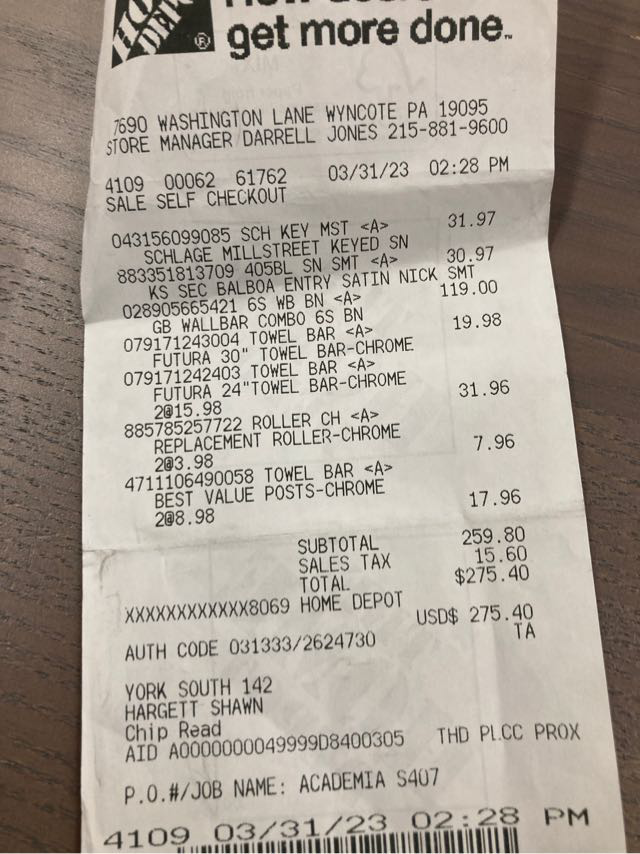 get more done.™
7690 WASHINGTON LANE WYNCOTE PA 19095
STORE MANAGER DARRELL JONES 215-881-9600
4109 00062 61762 03/31/23 02:28 PM
SALE SELF CHECKOUT
043156099085 SCH KEY MST <A> 31.97
SCHLAGE MILLSTREET KEYED SN
883351813709 405BL SN SMT <A> 30.97
KS SEC BALBOA ENTRY SATIN NICK SMT
028905665421 6S WB BN <A> 119.00
GB WALLBAR COMBO 6S BN
079171243004 TOWEL BAR <A> 19.98
FUTURA 30" TOWEL BAR-CHROME
079171242403 TOWEL BAR <A>
FUTURA 24"TOWEL BAR-CHROME
2@15.98 31.96
885785257722 ROLLER CH <A>
REPLACEMENT ROLLER-CHROME
2@3.98 7.96
4711106490058 TOWEL BAR <A>
BEST VALUE POSTS-CHROME
2@8.98 17.96
SUBTOTAL 259.80
SALES TAX 15.60
TOTAL $275.40
XXXXXXXXXXXX8069 HOME DEPOT
USD$ 275.40
AUTH CODE 031333/2624730 TA
YORK SOUTH 142
HARGETT SHAWN
Chip Read
AID A0000000049999D8400305 THD PLCC PROX
P.O.#/JOB NAME: ACADEMIA S407
4109 03/31/23 02:28 PM